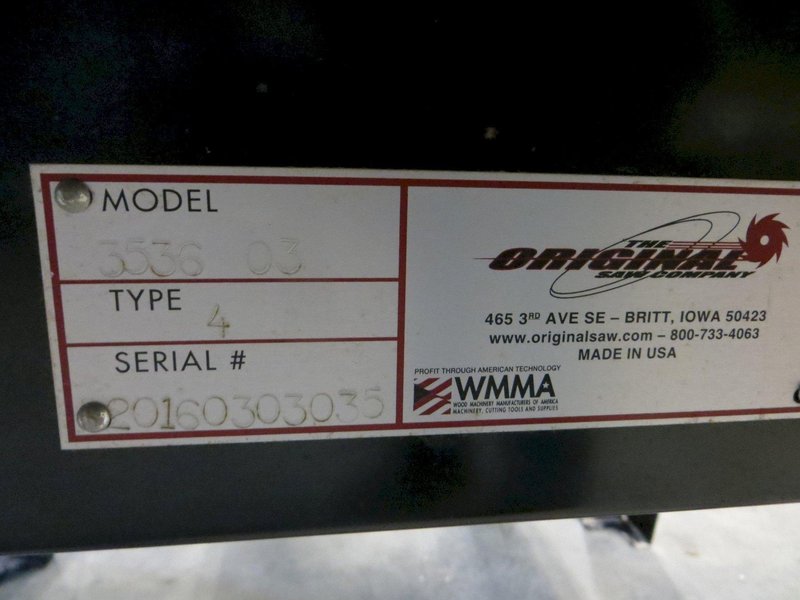 MODEL
3536 03
TYPE
4
SERIAL #
20160303035
THE
ORIGINAL
SAW COMPANY
465 3RD AVE SE – BRITT, IOWA 50423
www.originalsaw.com – 800-733-4063
MADE IN USA
PROFIT THROUGH AMERICAN TECHNOLOGY
WMMA
WOOD MACHINERY MANUFACTURERS OF AMERICA
MACHINERY, CUTTING TOOLS AND SUPPLIES